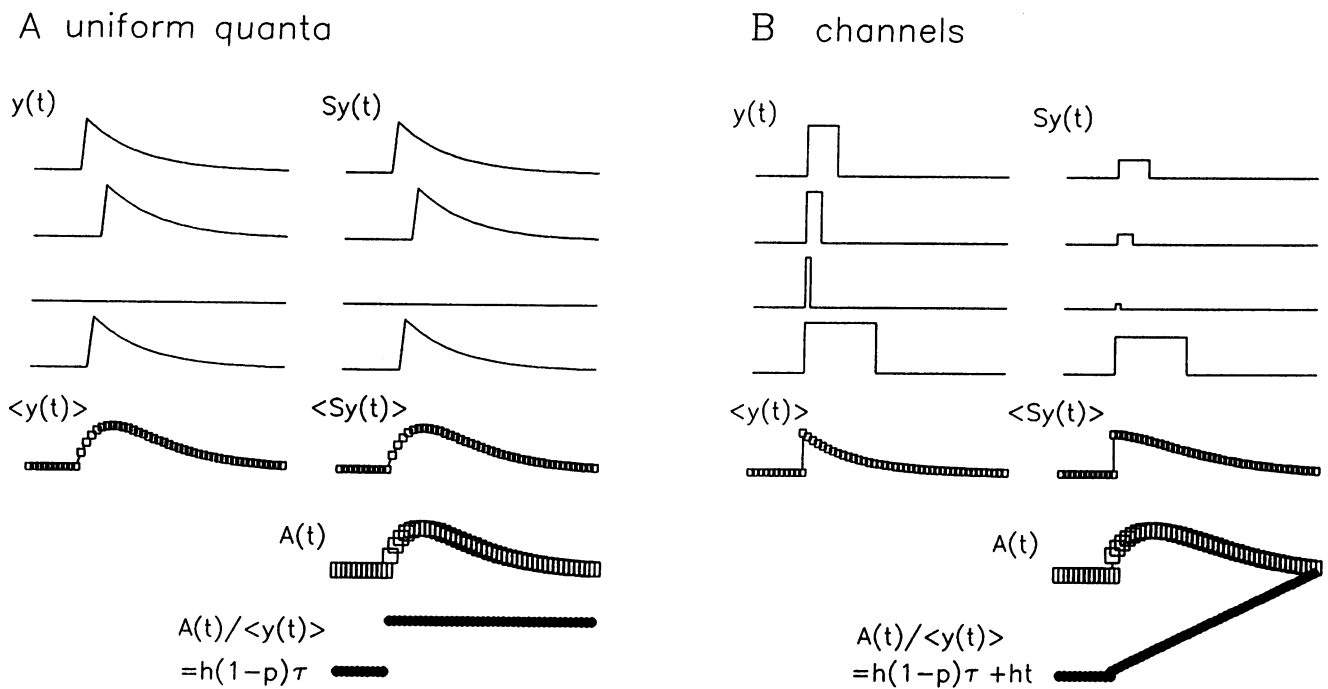 A uniform quanta
B channels
y(t)
Sy(t)
y(t)
Sy(t)
<y(t)>
<Sy(t)>
<y(t)>
<Sy(t)>
A(t)
A(t)
A(t)/<y(t)>
=h(1-p)τ
A(t)/<y(t)>
=h(1-p)τ +ht